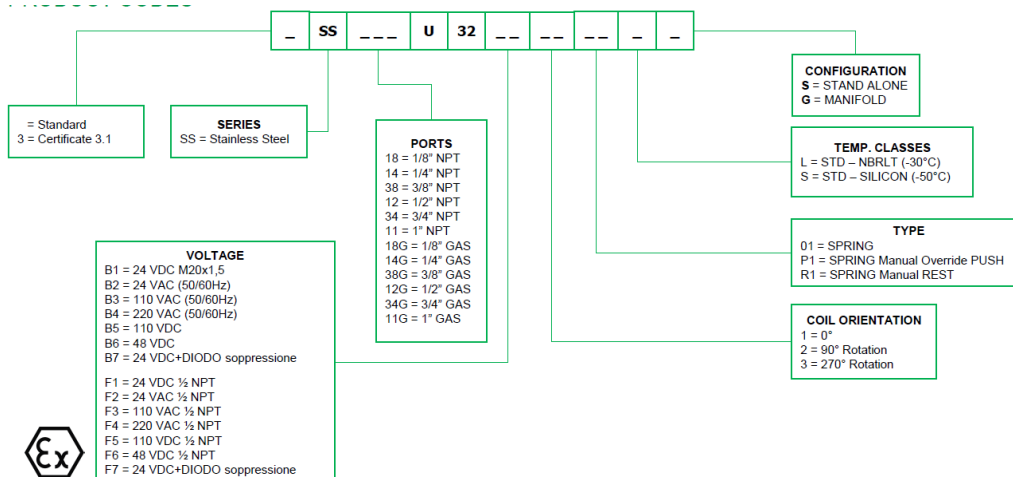 PRODUCT CODES
_ SS _ _ _ U 32 _ _ _ _ _ _ _ _
= Standard
3 = Certificate 3.1
SERIES
SS = Stainless Steel
PORTS
18 = 1/8" NPT
14 = 1/4" NPT
38 = 3/8" NPT
12 = 1/2" NPT
34 = 3/4" NPT
11 = 1" NPT
18G = 1/8" GAS
14G = 1/4" GAS
38G = 3/8" GAS
12G = 1/2" GAS
34G = 3/4" GAS
11G = 1" GAS
VOLTAGE
B1 = 24 VDC M20x1,5
B2 = 24 VAC (50/60Hz)
B3 = 110 VAC (50/60Hz)
B4 = 220 VAC (50/60Hz)
B5 = 110 VDC
B6 = 48 VDC
B7 = 24 VDC+DIODO soppressione
F1 = 24 VDC ½ NPT
F2 = 24 VAC ½ NPT
F3 = 110 VAC ½ NPT
F4 = 220 VAC ½ NPT
F5 = 110 VDC ½ NPT
F6 = 48 VDC ½ NPT
F7 = 24 VDC+DIODO soppressione
CONFIGURATION
S = STAND ALONE
G = MANIFOLD
TEMP. CLASSES
L = STD – NBRLT (-30°C)
S = STD – SILICON (-50°C)
TYPE
01 = SPRING
P1 = SPRING Manual Override PUSH
R1 = SPRING Manual REST
COIL ORIENTATION
1 = 0°
2 = 90° Rotation
3 = 270° Rotation
Ex